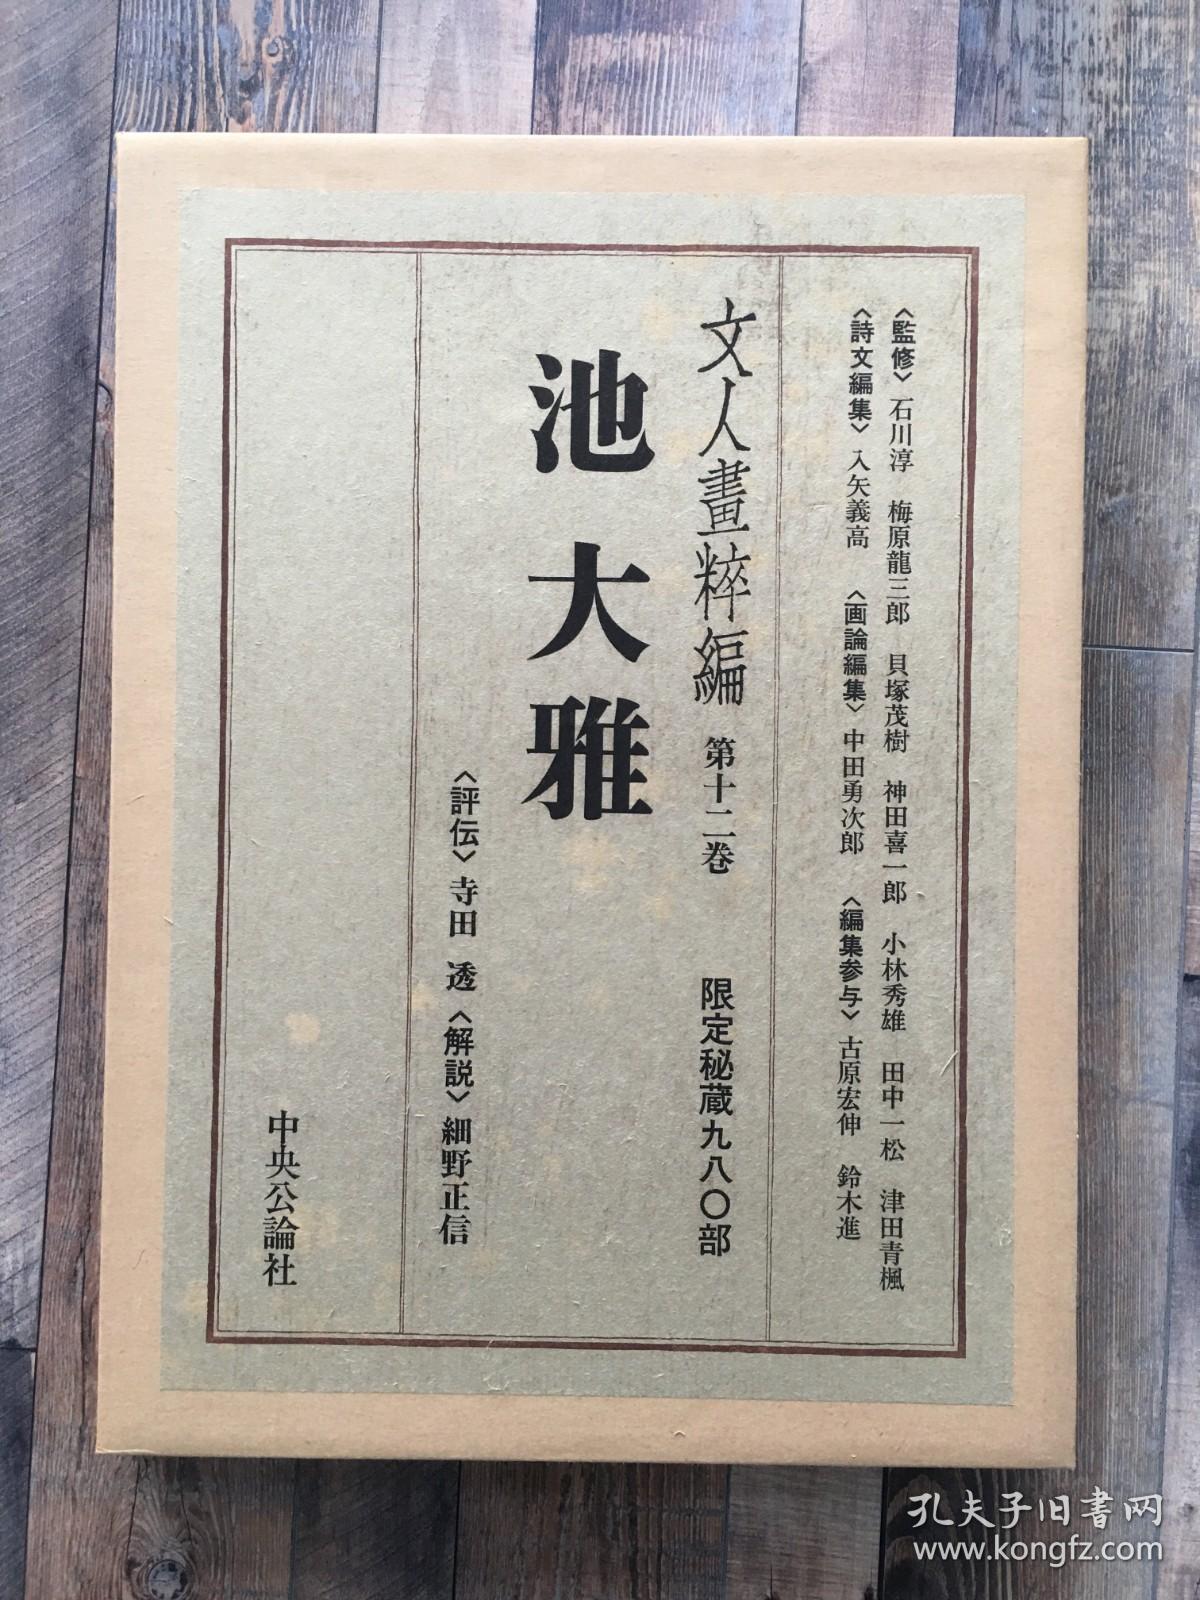 〈監修〉石川淳　梅原龍三郎　貝塚茂樹　神田喜一郎　小林秀雄　田中一松　津田青楓
〈詩文編集〉入矢義高　〈画論編集〉中田勇次郎　〈編集参与〉古原宏伸　鈴木進
文人畫粹編　第十二巻　限定秘蔵九八〇部
池大雅
〈評伝〉寺田　透〈解説〉細野正信
中央公論社
孔夫子旧书网
www.kongfz.com